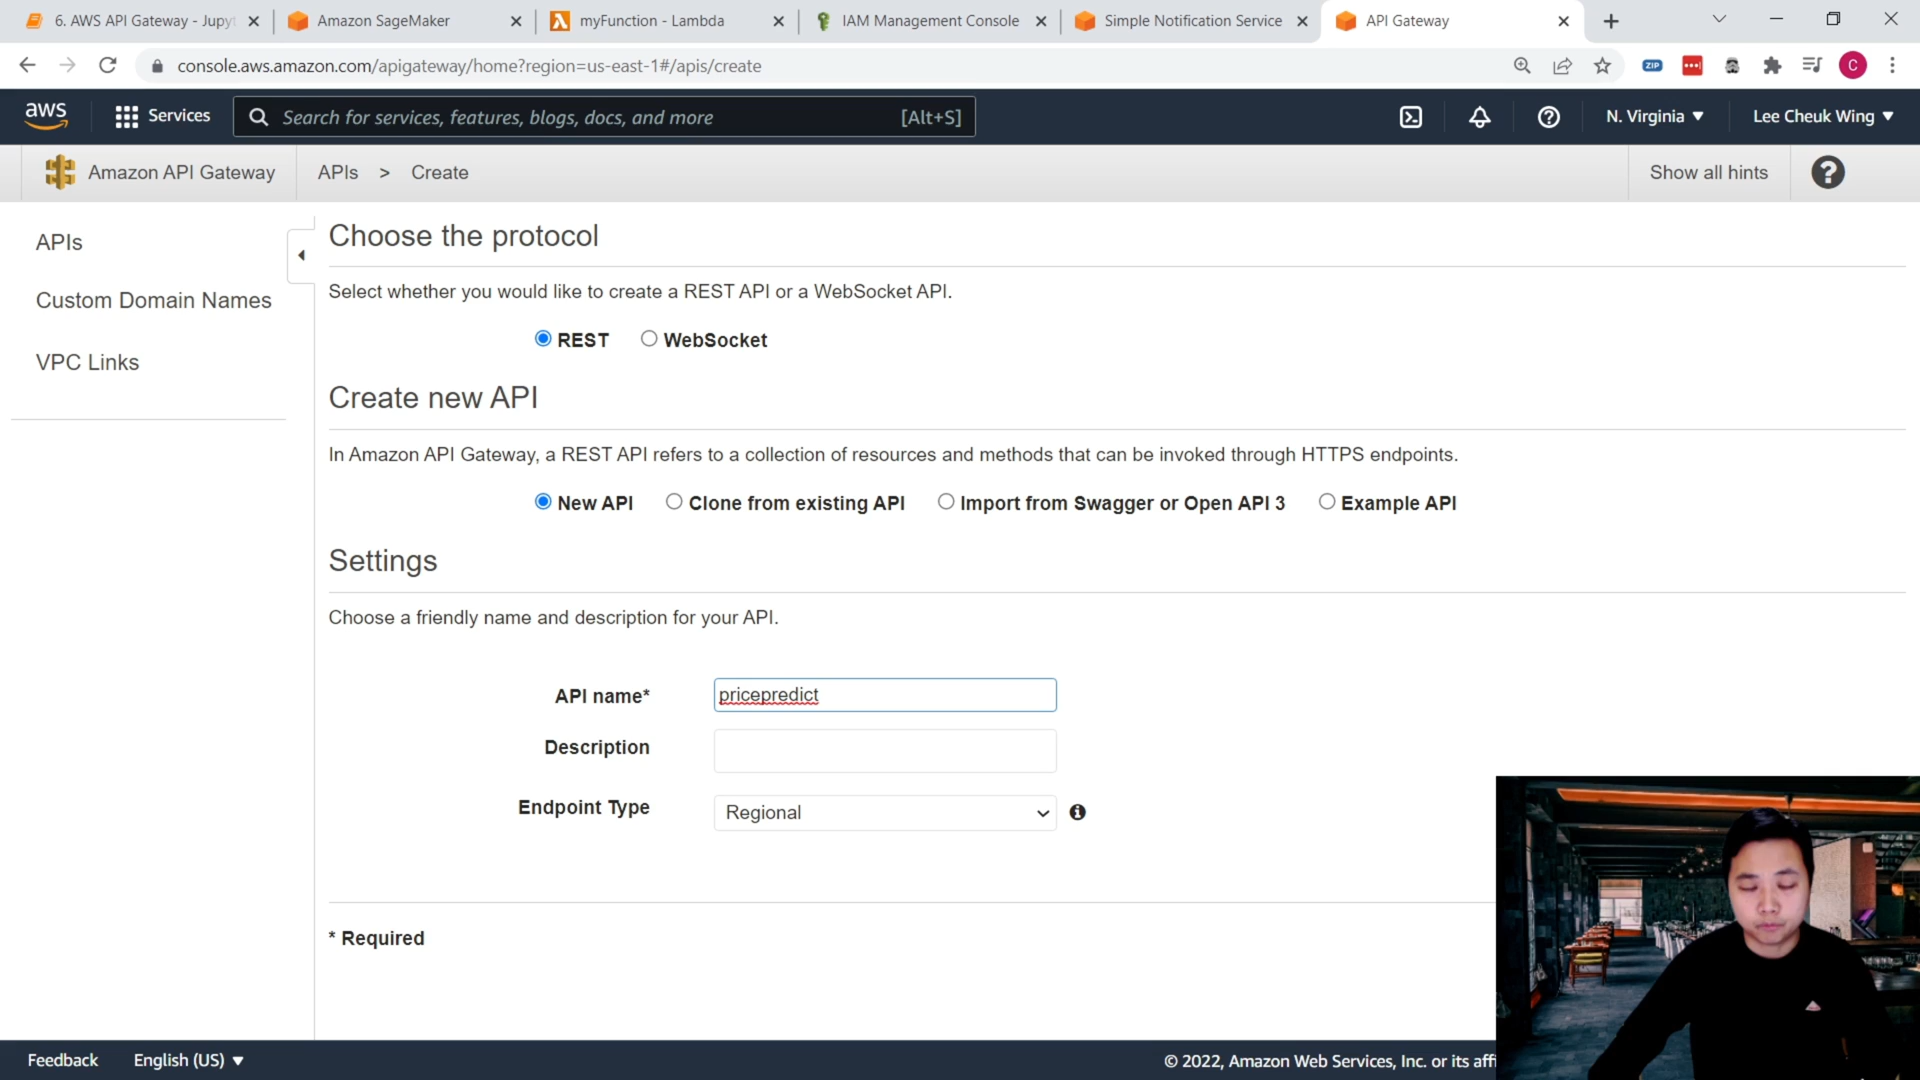 6. AWS API Gateway - Jupyt
Amazon SageMaker
myFunction - Lambda
IAM Management Console
Simple Notification Service
API Gateway
console.aws.amazon.com/apigateway/home?region=us-east-1#/apis/create
ZIP
C
aws
Services
Search for services, features, blogs, docs, and more
[Alt+S]
N. Virginia
Lee Cheuk Wing
Amazon API Gateway
APIs > Create
Show all hints
APIs
Custom Domain Names
VPC Links
Choose the protocol
Select whether you would like to create a REST API or a WebSocket API.
REST
WebSocket
Create new API
In Amazon API Gateway, a REST API refers to a collection of resources and methods that can be invoked through HTTPS endpoints.
New API
Clone from existing API
Import from Swagger or Open API 3
Example API
Settings
Choose a friendly name and description for your API.
API name* pricepredict
Description
Endpoint Type Regional
* Required
Feedback
English (US)
© 2022, Amazon Web Services, Inc. or its affi